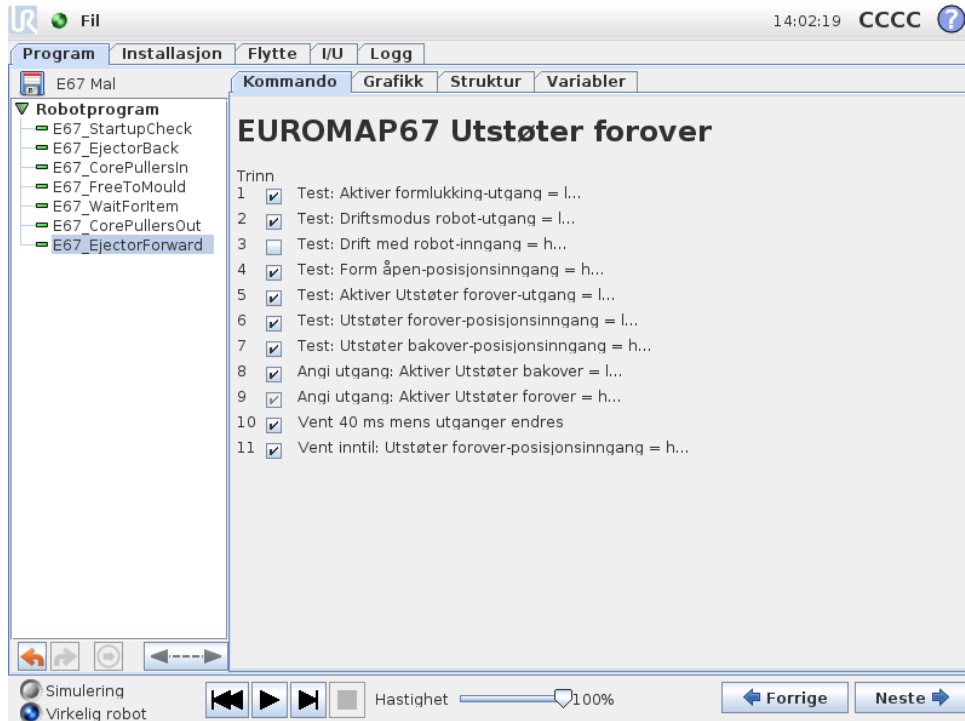 UR Fil 14:02:19 CCCC ?
Program Installasjon Flytte I/U Logg
E67 Mal
Kommando Grafikk Struktur Variabler
Robotprogram
E67_StartupCheck
E67_EjectorBack
E67_CorePullersIn
E67_FreeToMould
E67_WaitForItem
E67_CorePullersOut
E67_EjectorForward
EUROMAP67 Utstøter forover
Trinn
1 Test: Aktiver formlukking-utgang = l...
2 Test: Driftsmodus robot-utgang = l...
3 Test: Drift med robot-inngang = h...
4 Test: Form åpen-posisjonsinngang = h...
5 Test: Aktiver Utstøter forover-utgang = l...
6 Test: Utstøter forover-posisjonsinngang = l...
7 Test: Utstøter bakover-posisjonsinngang = h...
8 Angi utgang: Aktiver Utstøter bakover = l...
9 Angi utgang: Aktiver Utstøter forover = h...
10 Vent 40 ms mens utganger endres
11 Vent inntil: Utstøter forover-posisjonsinngang = h...
Simulering
Virkelig robot
Hastighet 100%
Forrige Neste